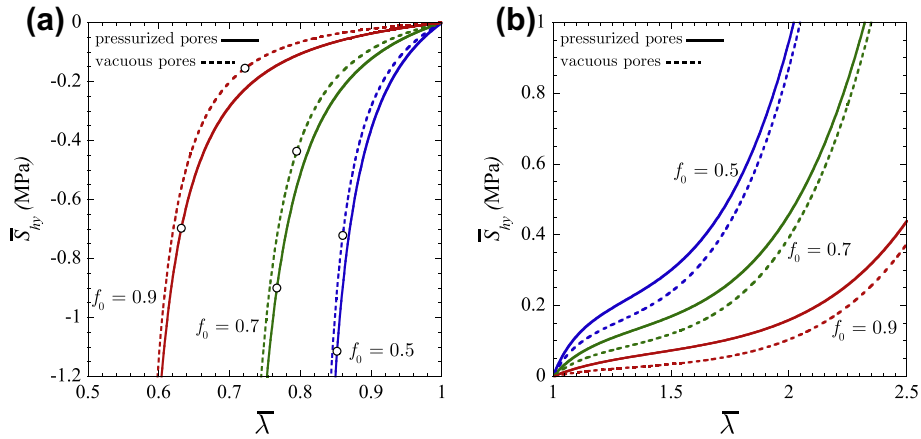 (a)
pressurized pores
vacuous pores
0
-0.2
-0.4
-0.6
-0.8
-1
-1.2
S̅hy (MPa)
f0 = 0.9
f0 = 0.7
f0 = 0.5
0.5 0.6 0.7 0.8 0.9 1
λ̅
(b)
pressurized pores
vacuous pores
1
0.8
0.6
0.4
0.2
0
S̅hy (MPa)
f0 = 0.5
f0 = 0.7
f0 = 0.9
1 1.5 2 2.5
λ̅